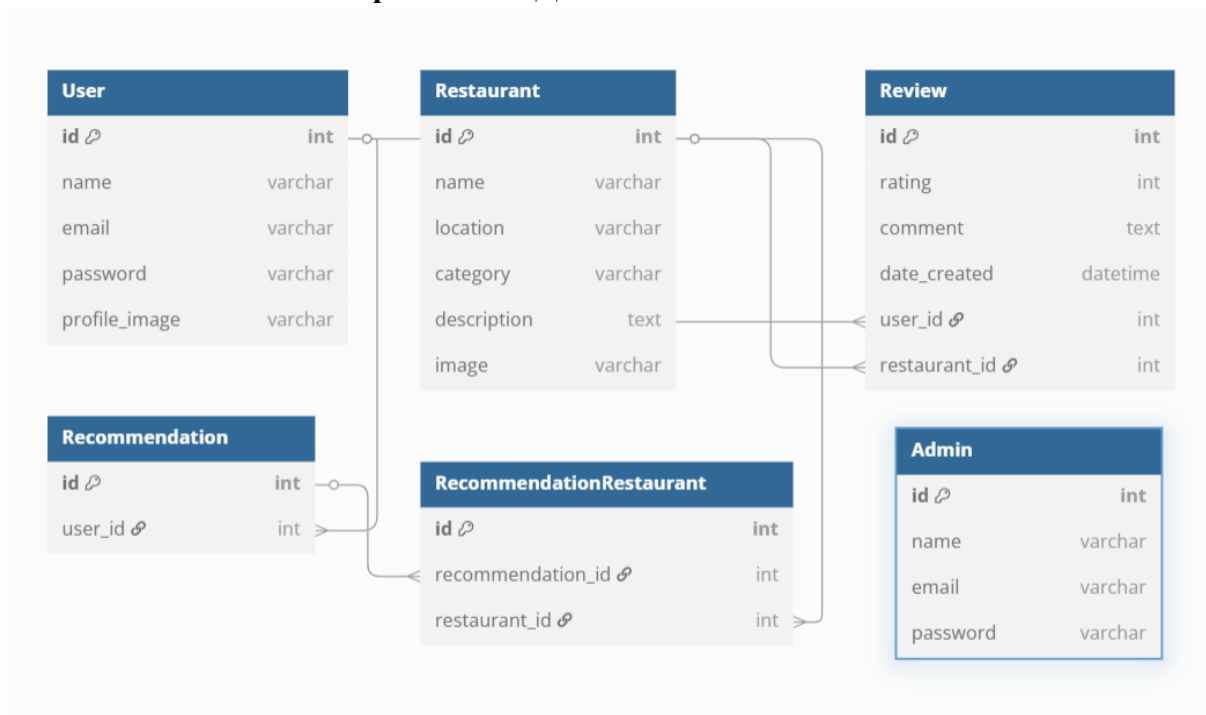 User
id int
name varchar
email varchar
password varchar
profile_image varchar
Restaurant
id int
name varchar
location varchar
category varchar
description text
image varchar
Review
id int
rating int
comment text
date_created datetime
user_id int
restaurant_id int
Recommendation
id int
user_id int
RecommendationRestaurant
id int
recommendation_id int
restaurant_id int
Admin
id int
name varchar
email varchar
password varchar